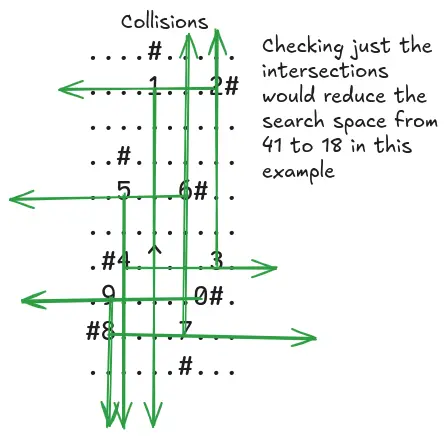 Collisions
....#.....
....1...2#
..........
..#.......
..5...6#..
..........
.#4.^...3.
.9.....0#.
#8....7...
......#...
Checking just the
intersections
would reduce the
search space from
41 to 18 in this
example